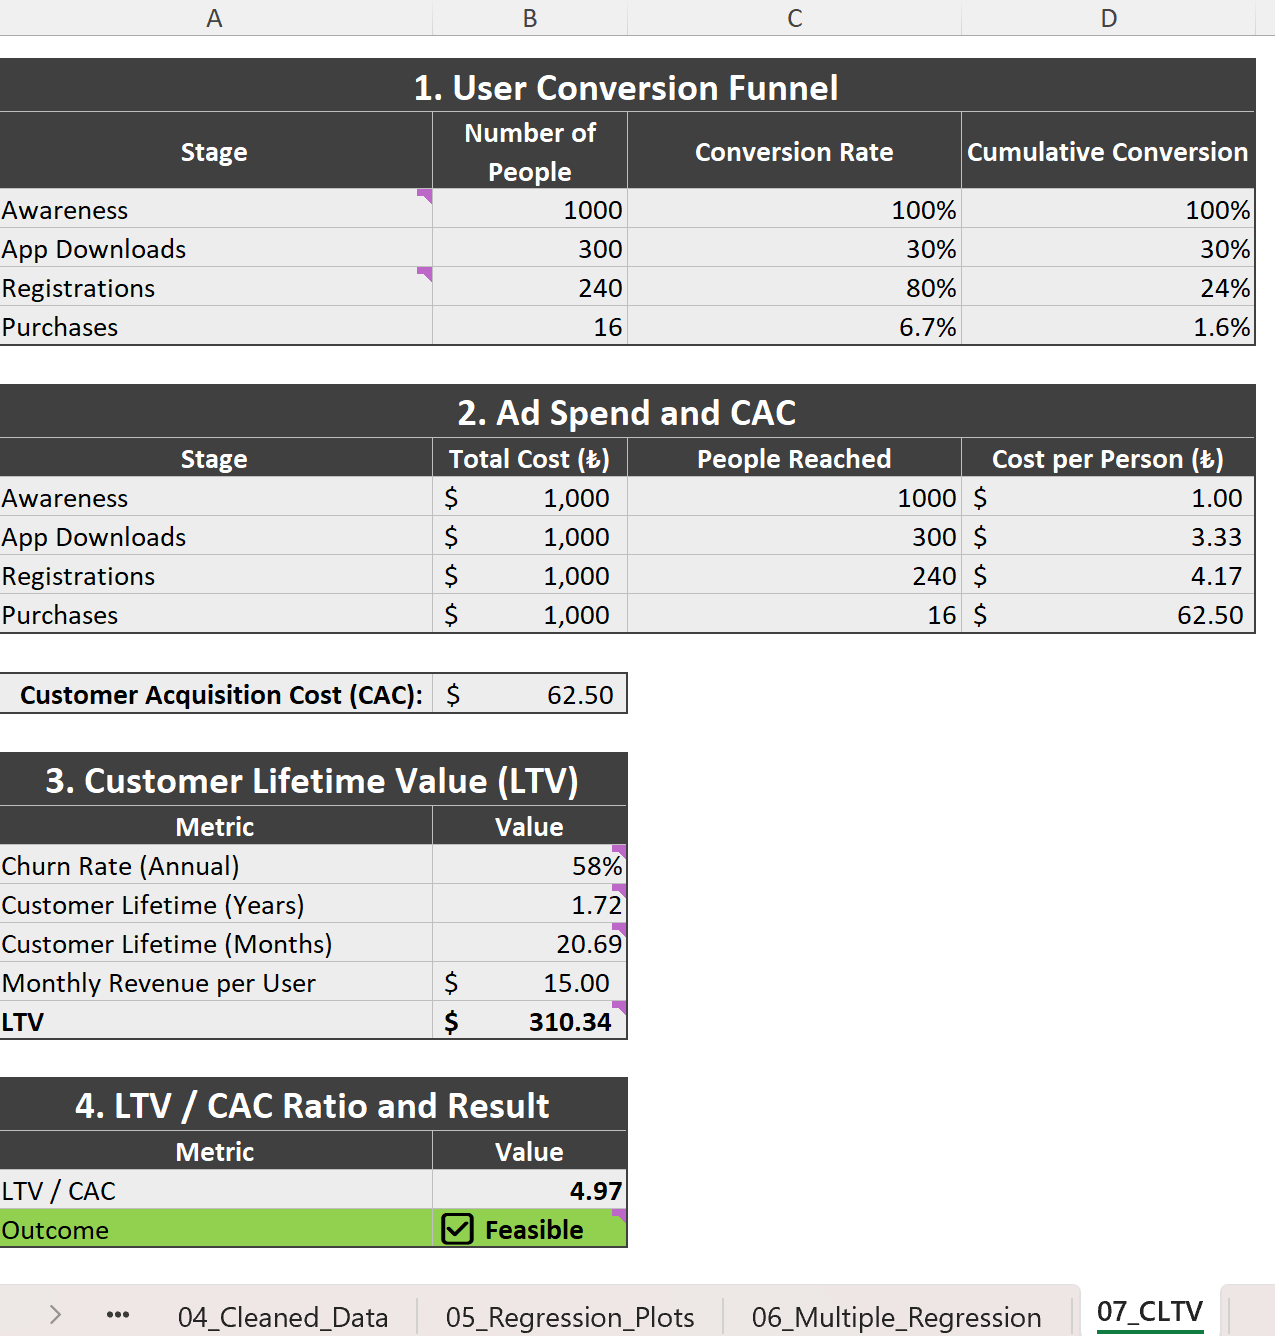 A B C D
1. User Conversion Funnel
Stage Number of People Conversion Rate Cumulative Conversion
Awareness 1000 100% 100%
App Downloads 300 30% 30%
Registrations 240 80% 24%
Purchases 16 6.7% 1.6%
2. Ad Spend and CAC
Stage Total Cost (₺) People Reached Cost per Person (₺)
Awareness $ 1,000 1000 $ 1.00
App Downloads $ 1,000 300 $ 3.33
Registrations $ 1,000 240 $ 4.17
Purchases $ 1,000 16 $ 62.50
Customer Acquisition Cost (CAC): $ 62.50
3. Customer Lifetime Value (LTV)
Metric Value
Churn Rate (Annual) 58%
Customer Lifetime (Years) 1.72
Customer Lifetime (Months) 20.69
Monthly Revenue per User $ 15.00
LTV $ 310.34
4. LTV / CAC Ratio and Result
Metric Value
LTV / CAC 4.97
Outcome ☑ Feasible
04_Cleaned_Data 05_Regression_Plots 06_Multiple_Regression 07_CLTV